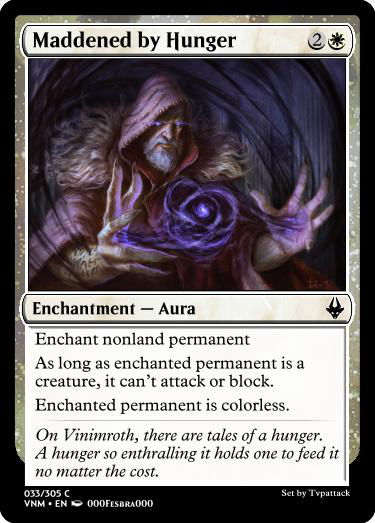 Maddened by Hunger 2
Enchantment — Aura
Enchant nonland permanent
As long as enchanted permanent is a
creature, it can't attack or block.
Enchanted permanent is colorless.
On Vinimroth, there are tales of a hunger.
A hunger so enthralling it holds one to feed it
no matter the cost.
033/305 C
VNM • EN 000Fesbra000
Set by Tvpattack